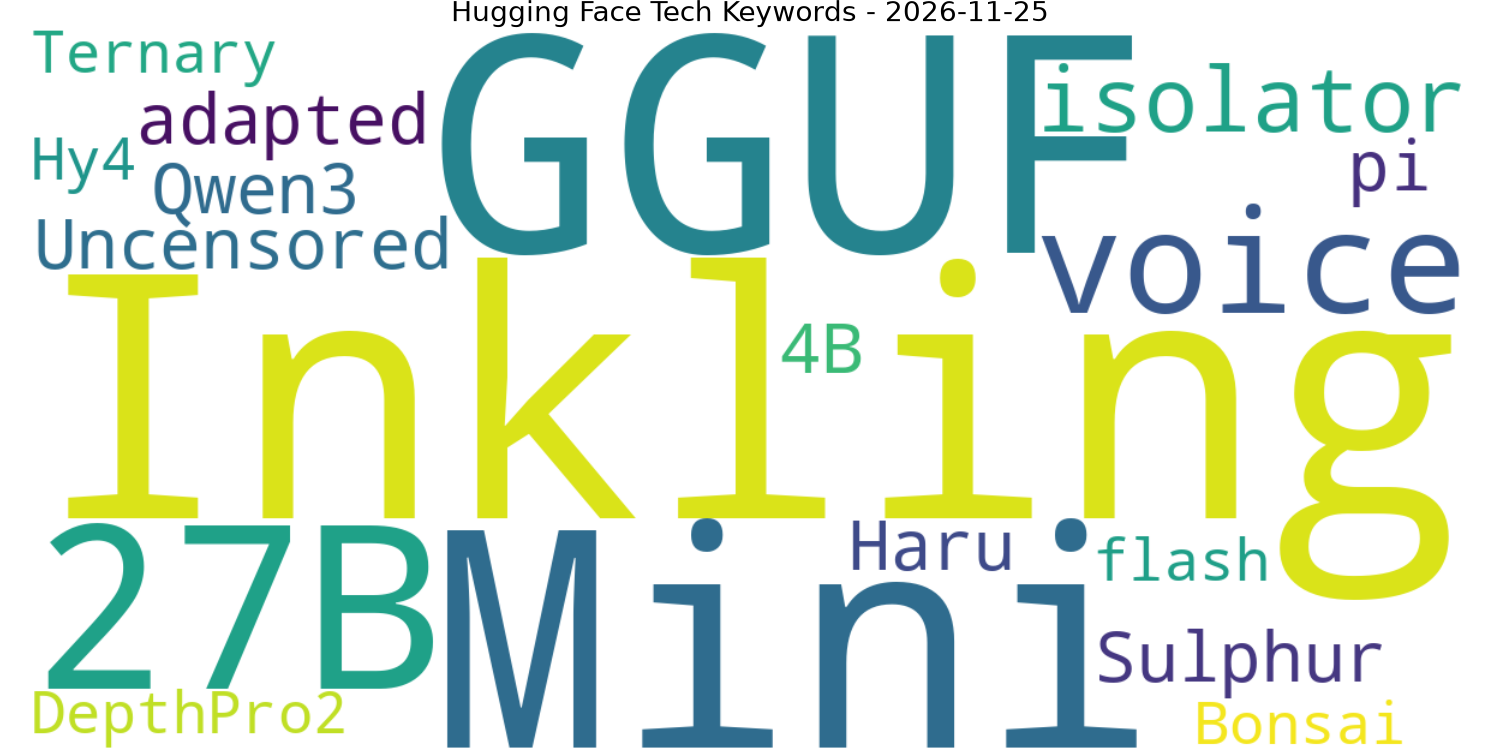 Hugging Face Tech Keywords - 2026-11-25
Ternary
GGUF
isolator
adapted
Hy4
pi
Qwen3
Uncensored
voice
Inkling
4B
27B
Mini
Haru
flash
Sulphur
DepthPro2
Bonsai